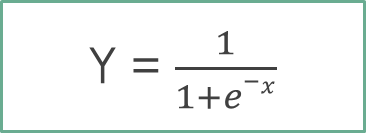 Y = 1/(1+e^{-x})